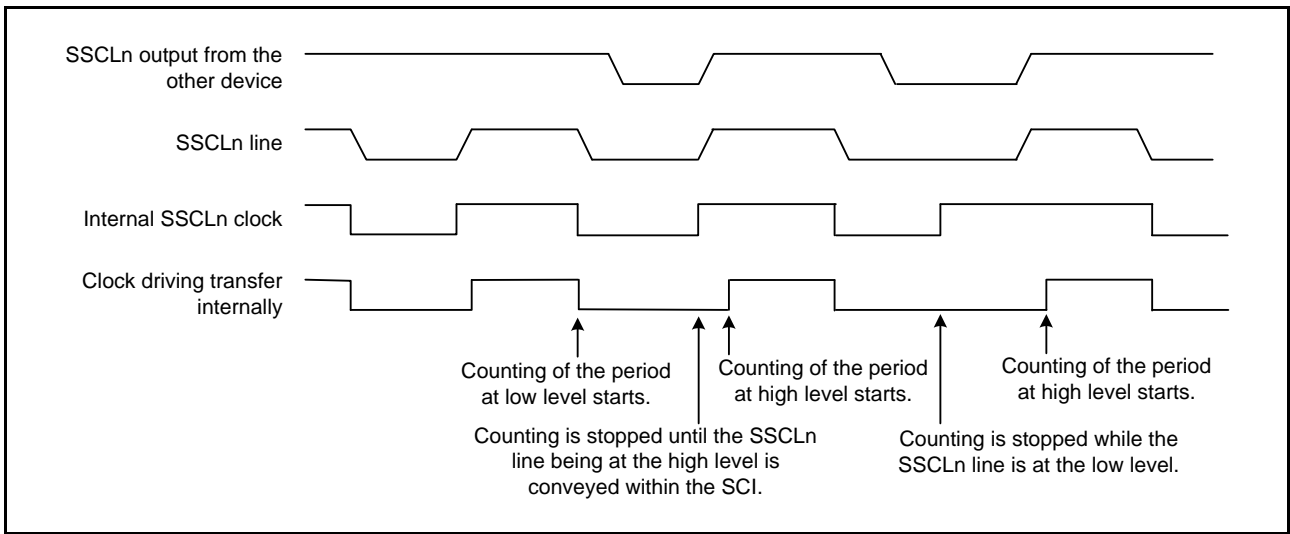 SSCLn output from the
other device
SSCLn line
Internal SSCLn clock
Clock driving transfer
internally
Counting of the period
at low level starts.
Counting of the period
at high level starts.
Counting of the period
at high level starts.
Counting is stopped until the SSCLn
line being at the high level is
conveyed within the SCI.
Counting is stopped while the
SSCLn line is at the low level.